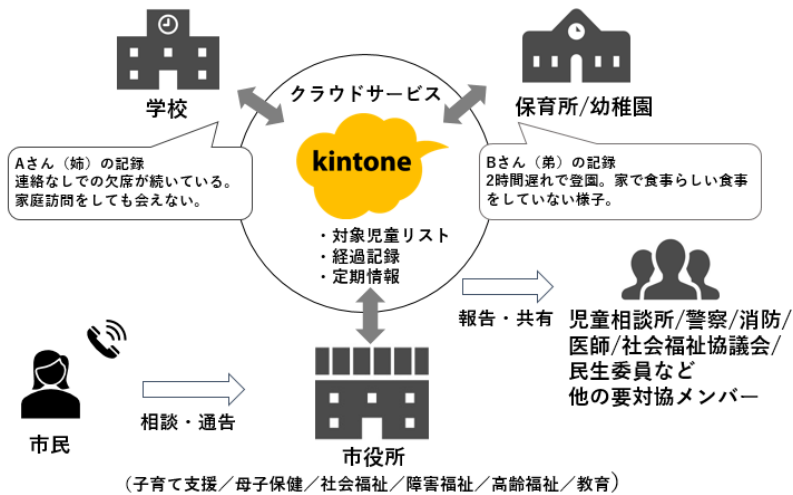 クラウドサービス
学校
保育所/幼稚園
kintone
Aさん（姉）の記録
連絡なしでの欠席が続いている。
家庭訪問をしても会えない。
Bさん（弟）の記録
2時間遅れで登園。家で食事らしい食事
をしていない様子。
・対象児童リスト
・経過記録
・定期情報
報告・共有
児童相談所/警察/消防/
医師/社会福祉協議会/
民生委員など
他の要対協メンバー
市民
相談・通告
市役所
（子育て支援／母子保健／社会福祉／障害福祉／高齢福祉／教育）